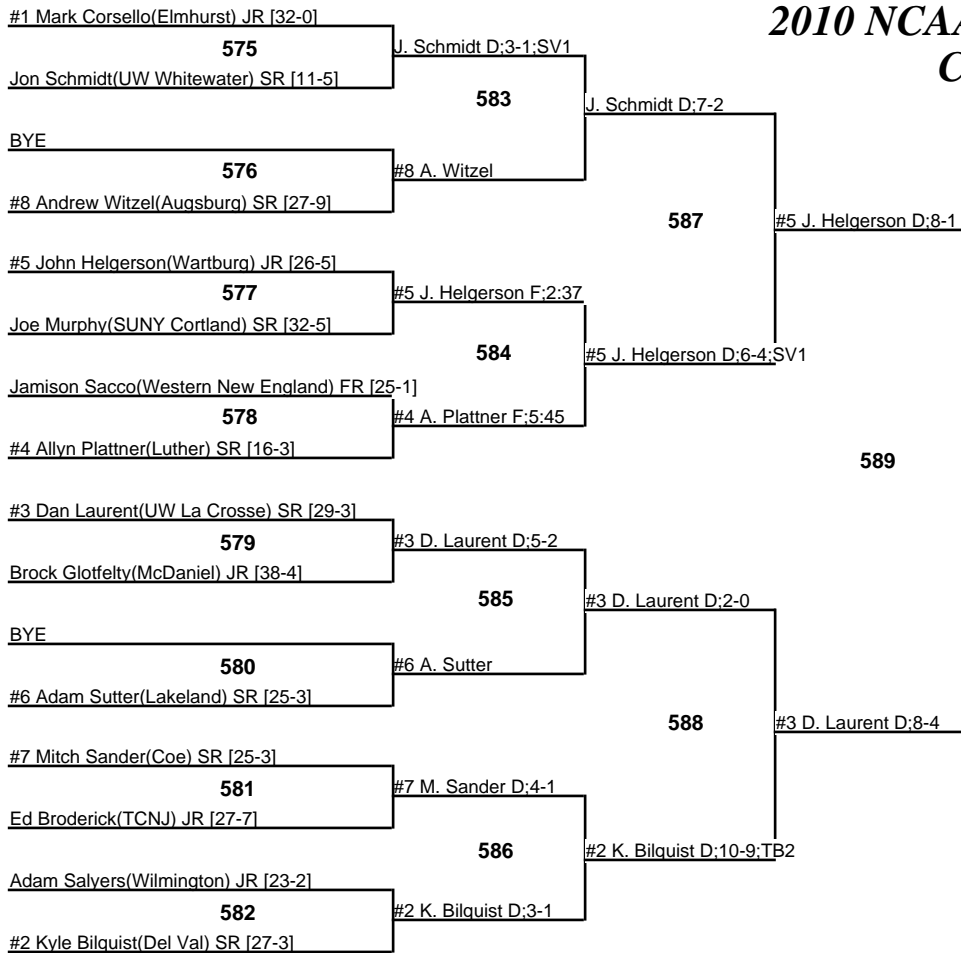 2010 NCAA
C
#1 Mark Corsello(Elmhurst) JR [32-0]
575
Jon Schmidt(UW Whitewater) SR [11-5]
J. Schmidt D;3-1;SV1
583
BYE
576
#8 Andrew Witzel(Augsburg) SR [27-9]
#8 A. Witzel
J. Schmidt D;7-2
587
#5 John Helgerson(Wartburg) JR [26-5]
577
Joe Murphy(SUNY Cortland) SR [32-5]
#5 J. Helgerson F;2:37
584
Jamison Sacco(Western New England) FR [25-1]
578
#4 Allyn Plattner(Luther) SR [16-3]
#4 A. Plattner F;5:45
#5 J. Helgerson D;6-4;SV1
#5 J. Helgerson D;8-1
589
#3 Dan Laurent(UW La Crosse) SR [29-3]
579
Brock Glotfelty(McDaniel) JR [38-4]
#3 D. Laurent D;5-2
585
BYE
580
#6 Adam Sutter(Lakeland) SR [25-3]
#6 A. Sutter
#3 D. Laurent D;2-0
588
#7 Mitch Sander(Coe) SR [25-3]
581
Ed Broderick(TCNJ) JR [27-7]
#7 M. Sander D;4-1
586
Adam Salyers(Wilmington) JR [23-2]
582
#2 Kyle Bilquist(Del Val) SR [27-3]
#2 K. Bilquist D;3-1
#2 K. Bilquist D;10-9;TB2
#3 D. Laurent D;8-4